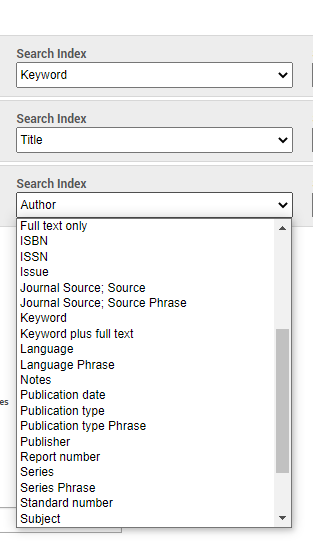 Search Index
Keyword
Search Index
Title
Search Index
Author
Full text only
ISBN
ISSN
Issue
Journal Source; Source
Journal Source; Source Phrase
Keyword
Keyword plus full text
Language
Language Phrase
Notes
es
Publication date
Publication type
Publication type Phrase
Publisher
Report number
Series
Series Phrase
Standard number
Subject